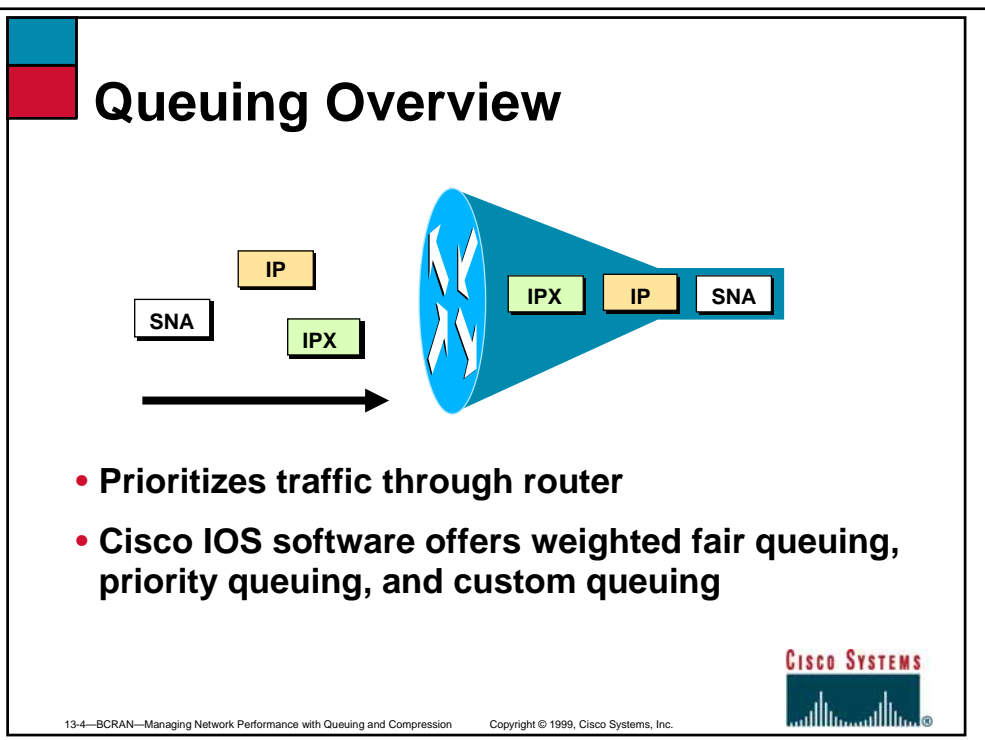 Queuing Overview
IP
SNA
IPX
IPX IP SNA
• Prioritizes traffic through router
• Cisco IOS software offers weighted fair queuing,
priority queuing, and custom queuing
CISCO SYSTEMS
®
13-4—BCRAN—Managing Network Performance with Queuing and Compression Copyright © 1999, Cisco Systems, Inc.